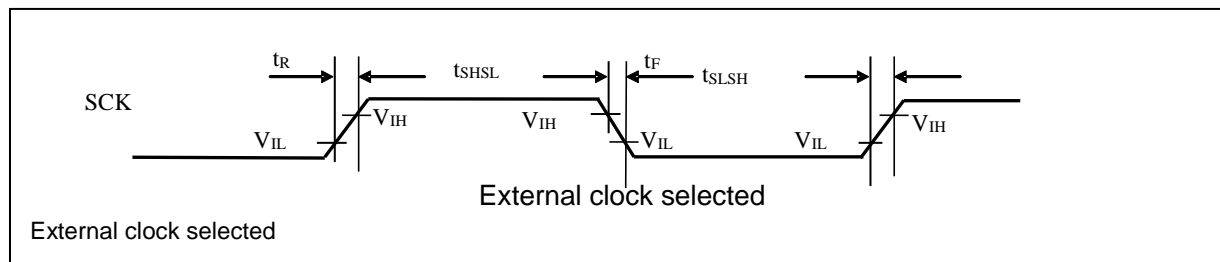 tR tSHSL tF tSLSH
SCK
VIH VIH VIH
VIL VIL VIL
External clock selected
External clock selected